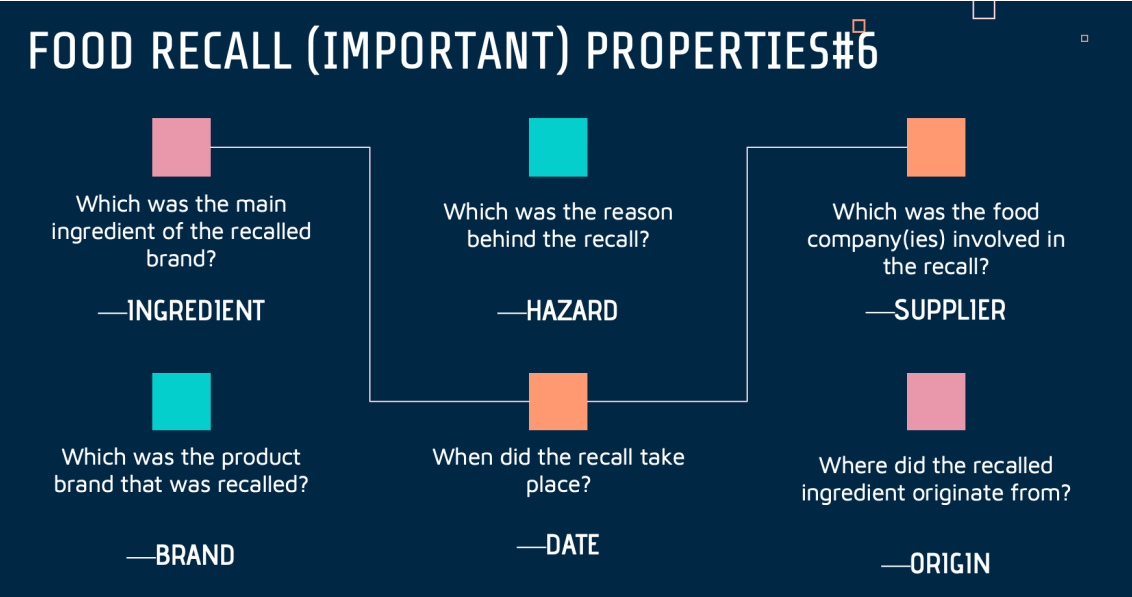 FOOD RECALL (IMPORTANT) PROPERTIES#6
Which was the main
ingredient of the recalled
brand?
—INGREDIENT
Which was the reason
behind the recall?
—HAZARD
Which was the food
company(ies) involved in
the recall?
—SUPPLIER
Which was the product
brand that was recalled?
—BRAND
When did the recall take
place?
—DATE
Where did the recalled
ingredient originate from?
—ORIGIN